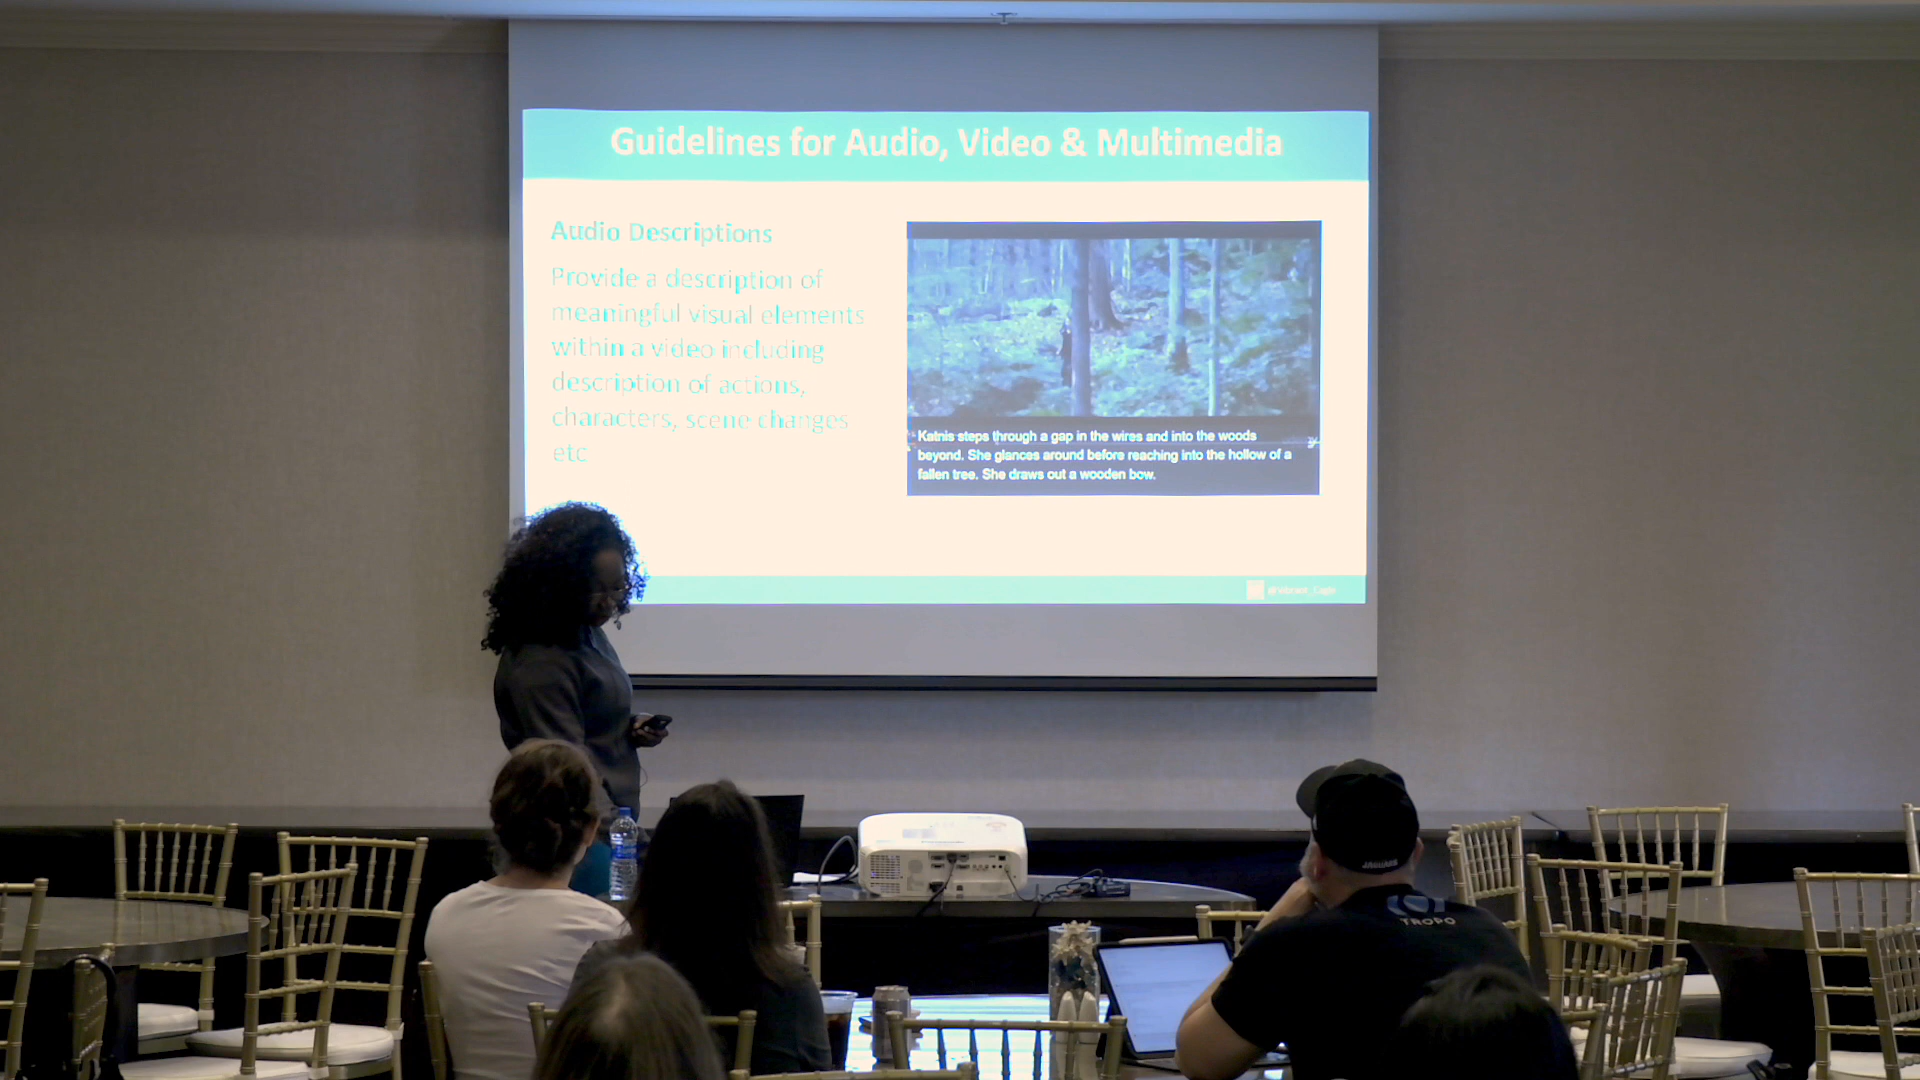 Guidelines for Audio, Video & Multimedia
Audio Descriptions
Provide a description of
meaningful visual elements
within a video including
description of actions,
characters, scene changes
etc
Katnis steps through a gap in the wires and into the woods
beyond. She glances around before reaching into the hollow of a
fallen tree. She draws out a wooden bow.
JAGUARS
TROPO